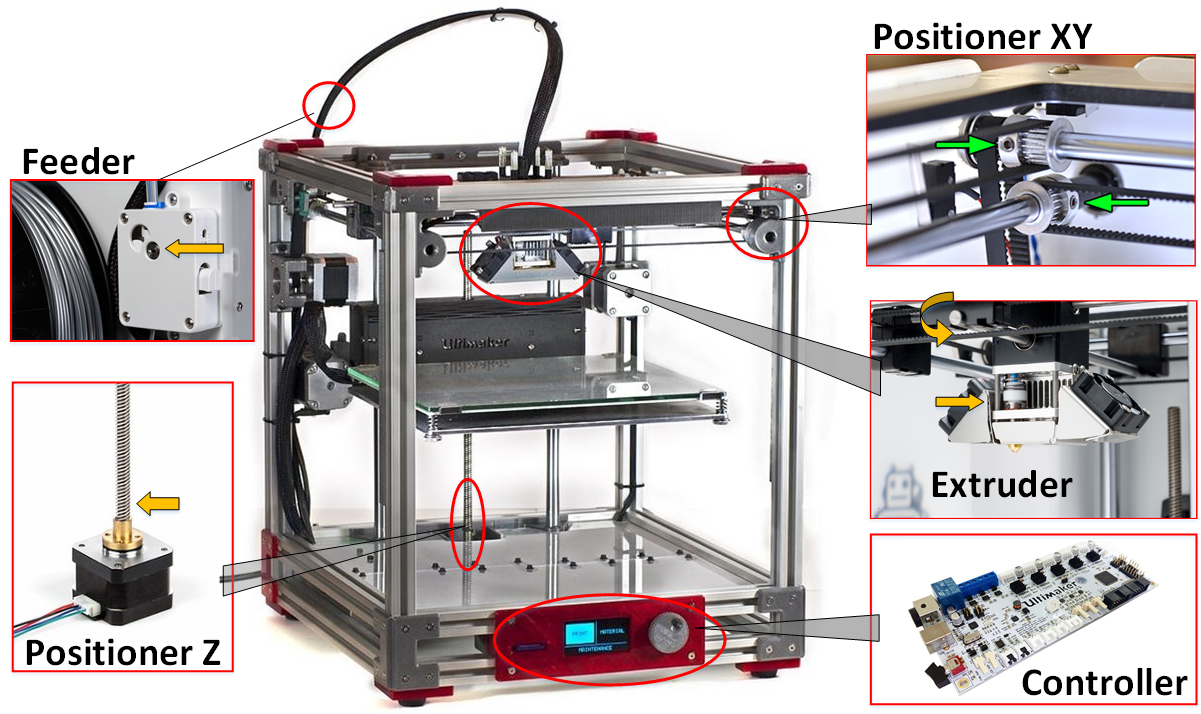 Positioner XY
Feeder
Ultimaker
Extruder
Positioner Z
PRINT
MATERIAL
MAINTENANCE
Ultimaker
Controller